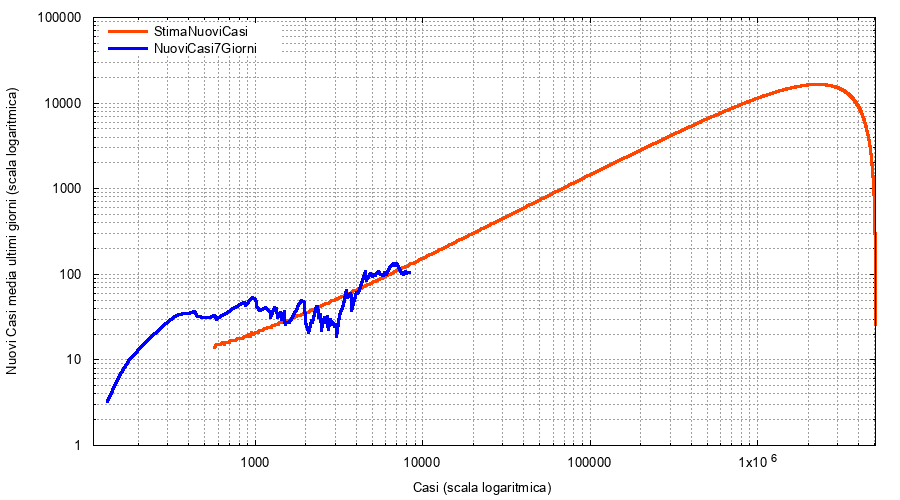 100000
10000
1000
100
10
1
StimaNuoviCasi
NuoviCasi7Giorni
Nuovi Casi media ultimi giorni (scala logaritmica)
1000 10000 100000 1x10 6
Casi (scala logaritmica)